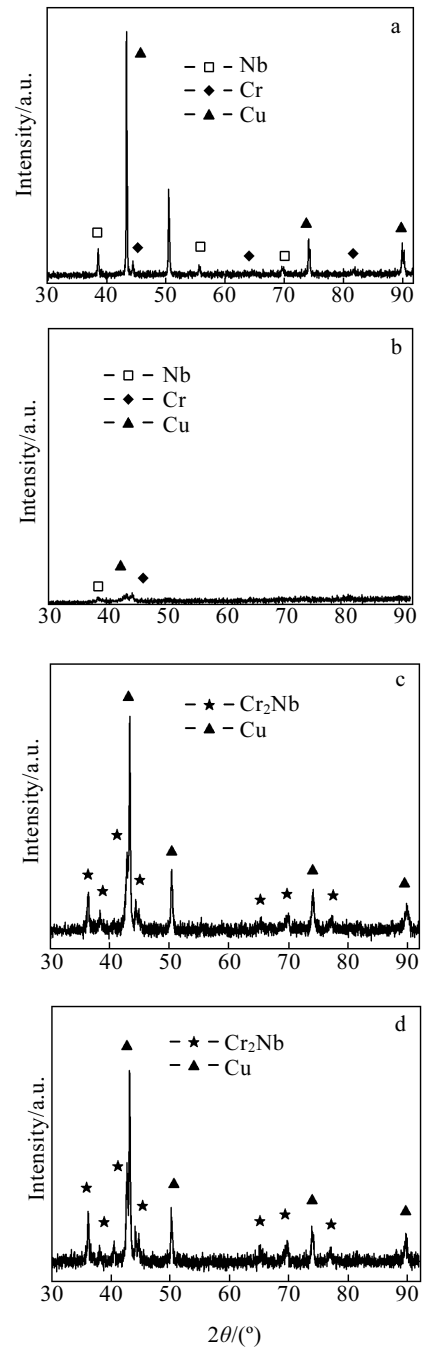 a
– □ – Nb
– ◆ – Cr
– ▲ – Cu
Intensity/a.u.
30 40 50 60 70 80 90
b
– □ – Nb
– ◆ – Cr
– ▲ – Cu
Intensity/a.u.
30 40 50 60 70 80 90
c
– ★ – Cr₂Nb
– ▲ – Cu
Intensity/a.u.
30 40 50 60 70 80 90
d
– ★ – Cr₂Nb
– ▲ – Cu
Intensity/a.u.
30 40 50 60 70 80 90
2θ/(º)